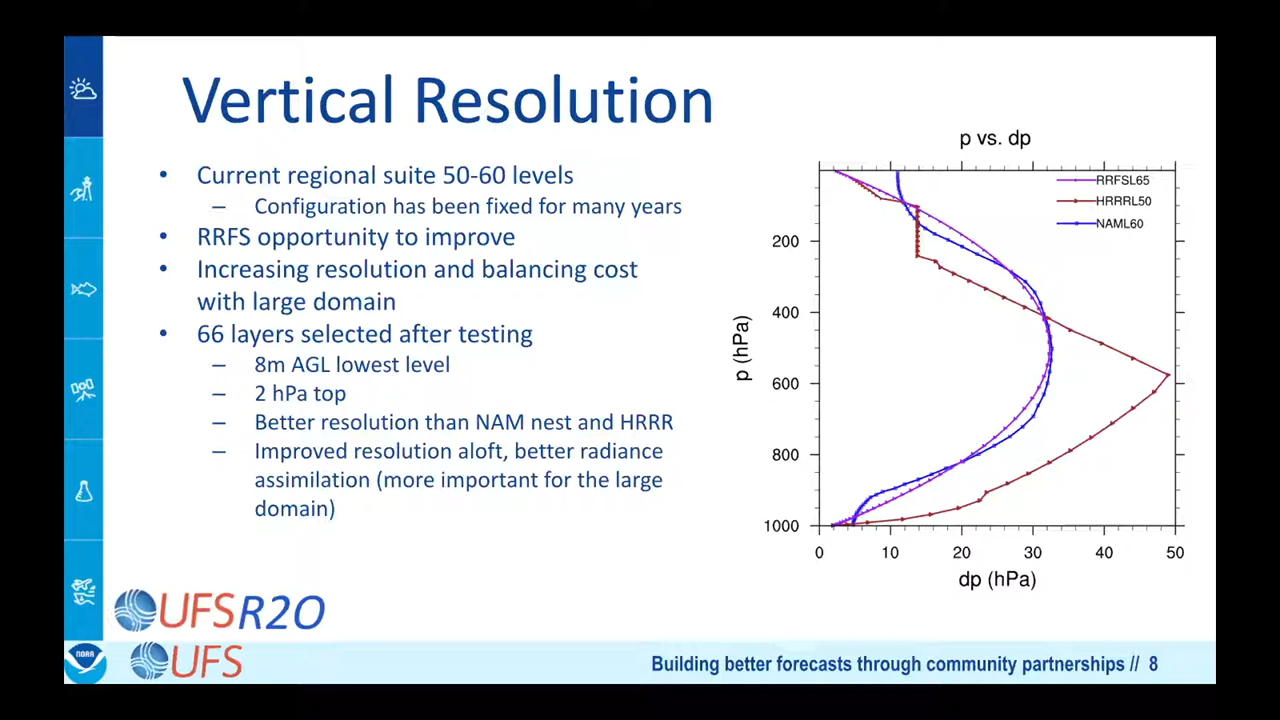 Vertical Resolution
• Current regional suite 50-60 levels
– Configuration has been fixed for many years
• RRFS opportunity to improve
• Increasing resolution and balancing cost
with large domain
• 66 layers selected after testing
– 8m AGL lowest level
– 2 hPa top
– Better resolution than NAM nest and HRRR
– Improved resolution aloft, better radiance
assimilation (more important for the large
domain)
p vs. dp
RRFSL65
HRRRL50
NAML60
p (hPa)
200
400
600
800
1000
0 10 20 30 40 50
dp (hPa)
UFS R2O
NOAA
UFS
Building better forecasts through community partnerships // 8